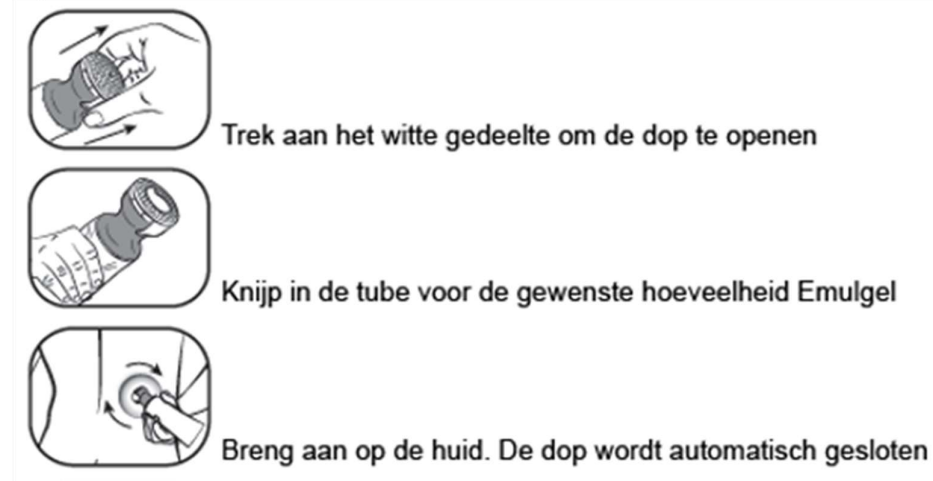 Trek aan het witte gedeelte om de dop te openen
Knijp in de tube voor de gewenste hoeveelheid Emulgel
Breng aan op de huid. De dop wordt automatisch gesloten